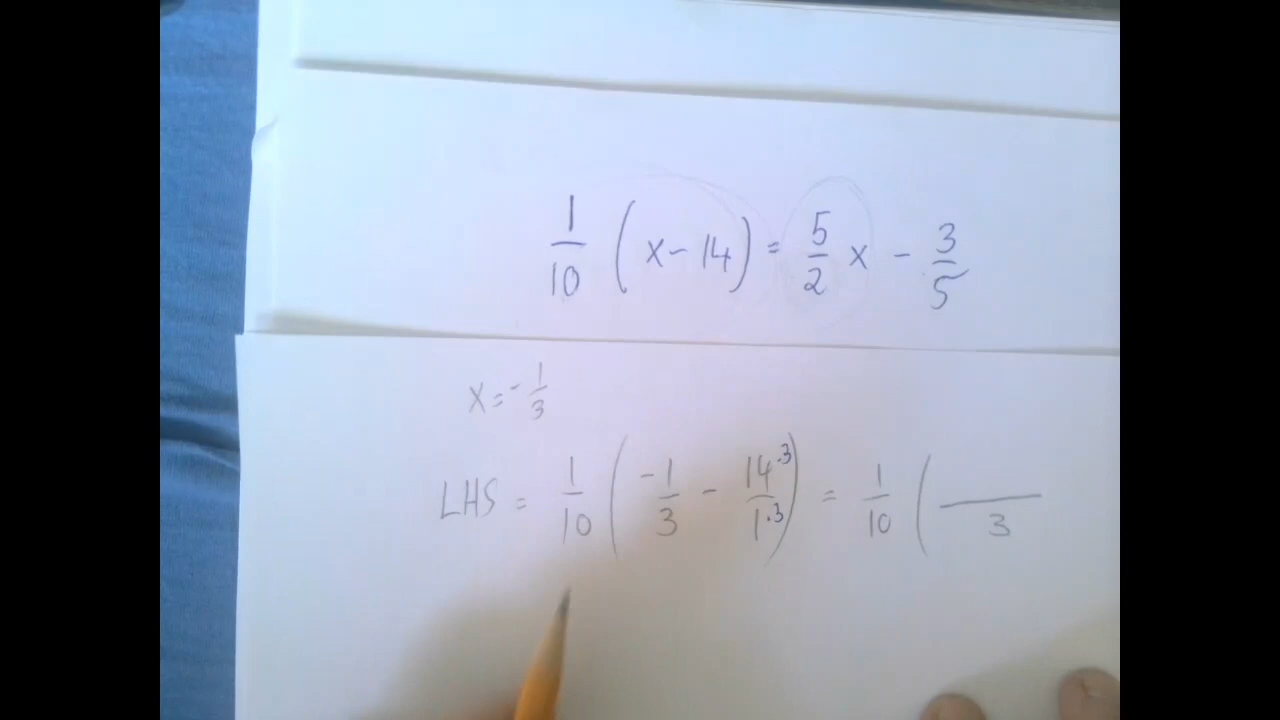 1/10 (x - 14) = 5/2 x - 3/5
x = - 1/3
LHS = 1/10 (-1/3 - 14·3/1·3) = 1/10 ( /3